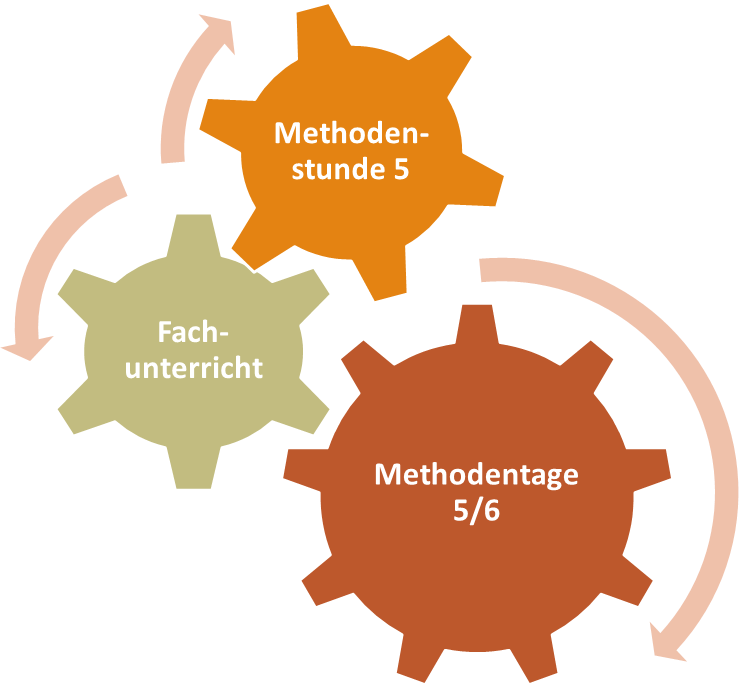 Methoden-
stunde 5
Fach-
unterricht
Methodentage
5/6